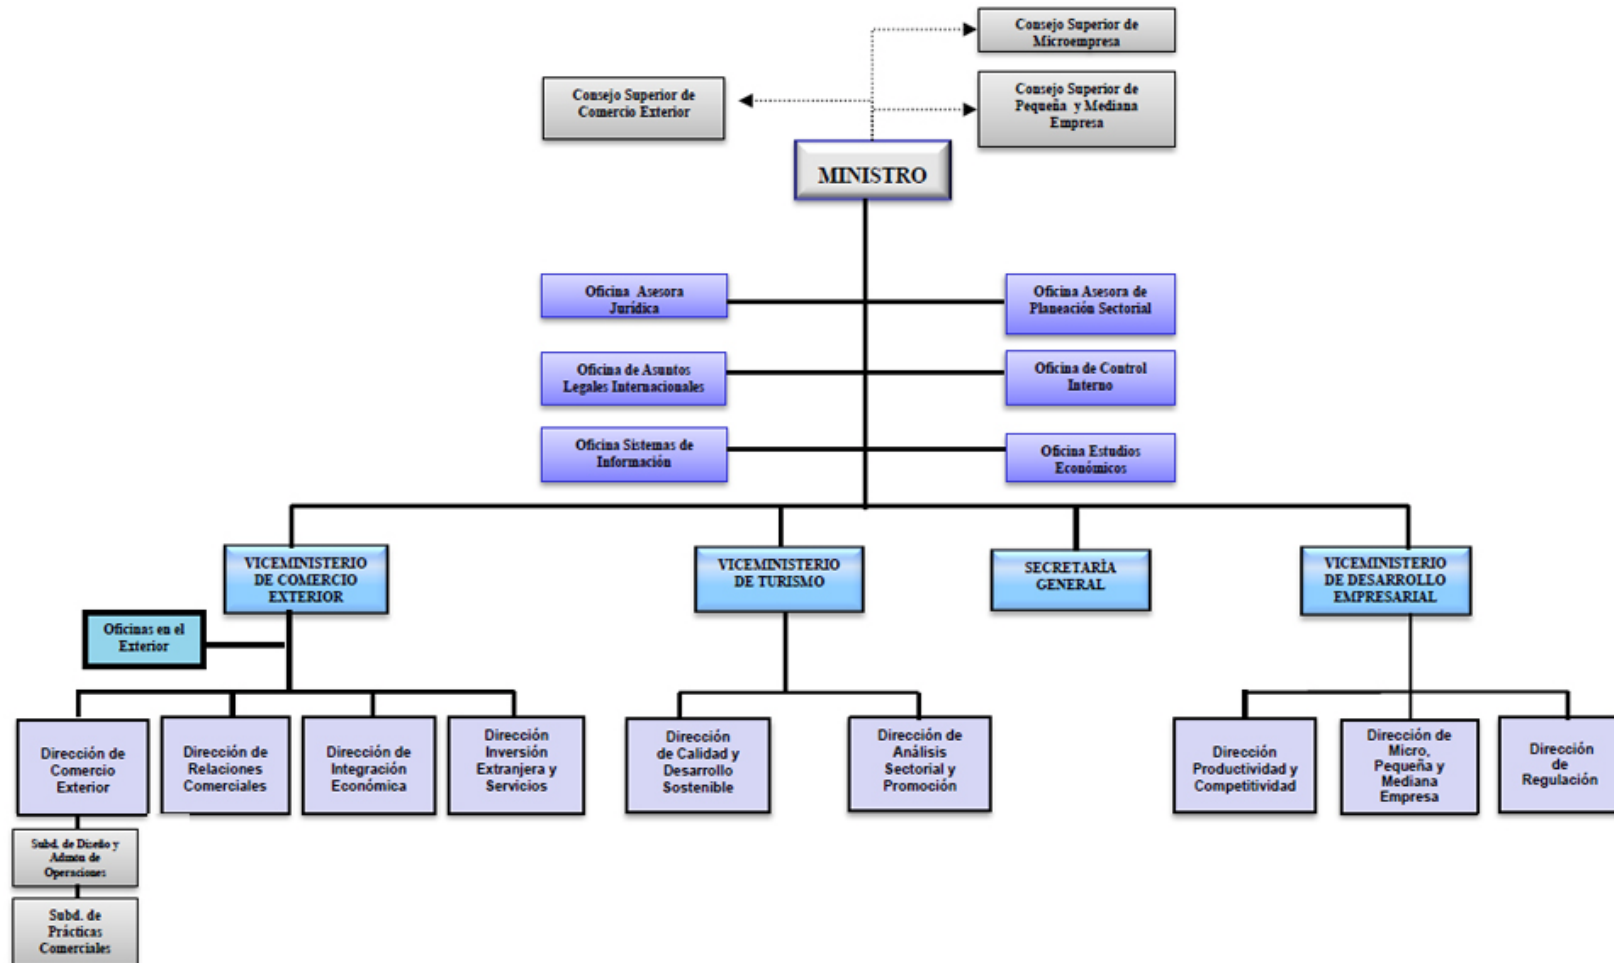 Consejo Superior de
Microempresa
Consejo Superior de
Comercio Exterior
Consejo Superior de
Pequeña y Mediana
Empresa
MINISTRO
Oficina Asesora
Jurídica
Oficina Asesora de
Planeación Sectorial
Oficina de Asuntos
Legales Internacionales
Oficina de Control
Interno
Oficina Sistemas de
Información
Oficina Estudios
Económicos
VICEMINISTERIO
DE COMERCIO
EXTERIOR
VICEMINISTERIO
DE TURISMO
SECRETARÌA
GENERAL
VICEMINISTERIO
DE DESARROLLO
EMPRESARIAL
Oficinas en el
Exterior
Dirección de
Comercio
Exterior
Dirección de
Relaciones
Comerciales
Dirección de
Integración
Económica
Dirección
Inversión
Extranjera y
Servicios
Dirección
de Calidad y
Desarrollo
Sostenible
Dirección de
Análisis
Sectorial y
Promoción
Dirección
Productividad y
Competitividad
Dirección de
Micro,
Pequeña y
Mediana
Empresa
Dirección
de
Regulación
Subd. de Diseño y
Admón de
Operaciones
Subd. de
Prácticas
Comerciales